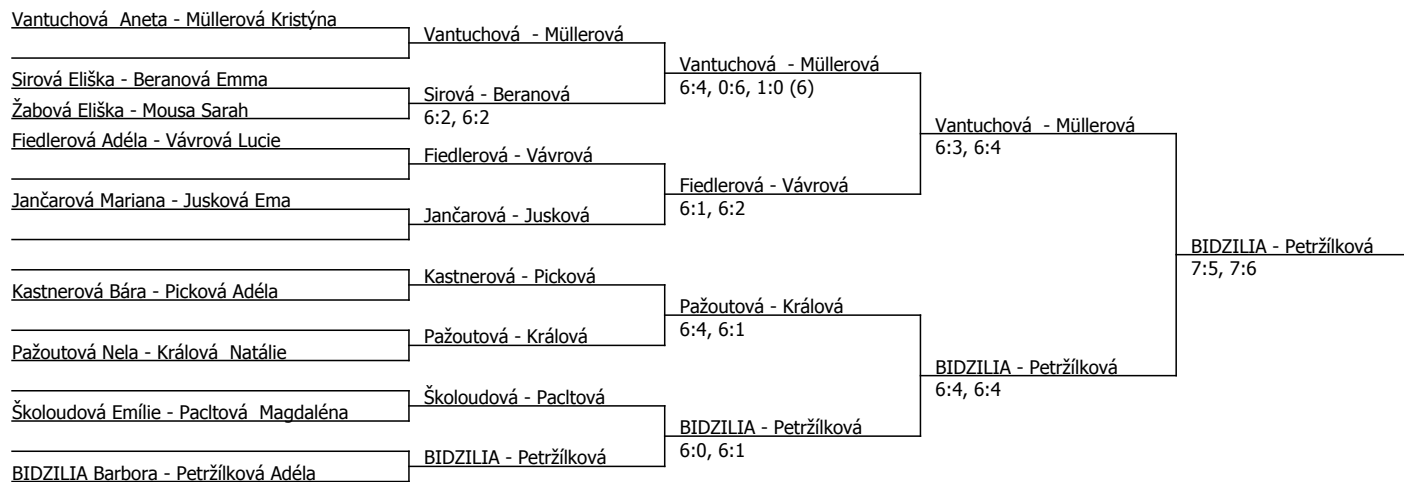 Vantuchová  Aneta - Müllerová Kristýna
Sirová Eliška - Beranová Emma
Žabová Eliška - Mousa Sarah
Fiedlerová Adéla - Vávrová Lucie
Jančarová Mariana - Jusková Ema
Kastnerová Bára - Picková Adéla
Pažoutová Nela - Králová  Natálie
Školoudová Emílie - Pacltová  Magdaléna
BIDZILIA Barbora - Petržílková Adéla
Vantuchová  - Müllerová
Sirová - Beranová
6:2, 6:2
Fiedlerová - Vávrová
Jančarová - Jusková
Kastnerová - Picková
Pažoutová - Králová
Školoudová - Pacltová
BIDZILIA - Petržílková
Vantuchová  - Müllerová
6:4, 0:6, 1:0 (6)
Fiedlerová - Vávrová
6:1, 6:2
Pažoutová - Králová
6:4, 6:1
BIDZILIA - Petržílková
6:0, 6:1
Vantuchová  - Müllerová
6:3, 6:4
BIDZILIA - Petržílková
6:4, 6:4
BIDZILIA - Petržílková
7:5, 7:6